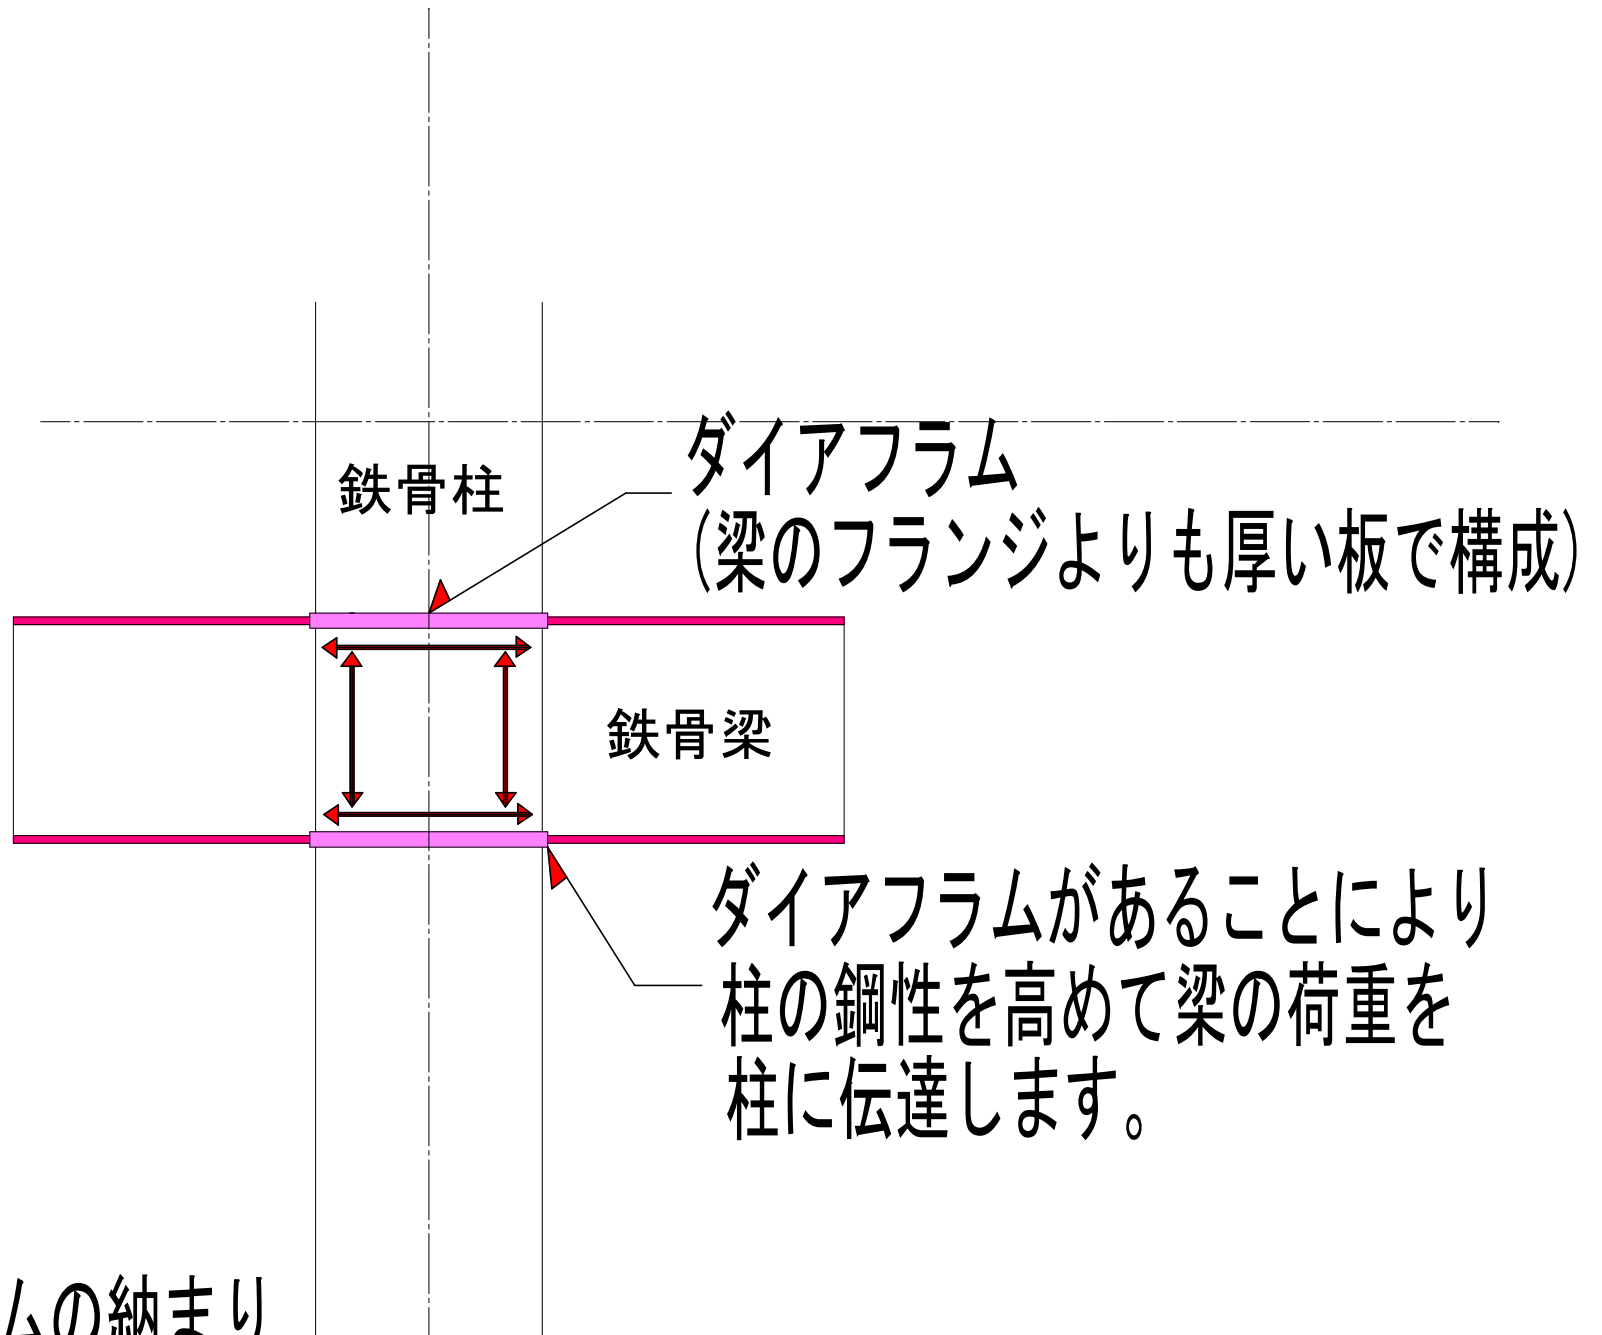 ダイアフラム
鉄骨柱
(梁のフランジよりも厚い板で構成)
鉄骨梁
ダイアフラムがあることにより
柱の鋼性を高めて梁の荷重を
柱に伝達します。
ムの納まり